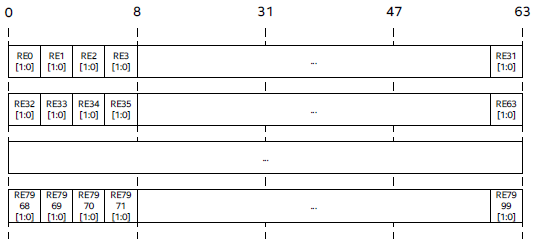 0 8 31 47 63
RE0 RE1 RE2 RE3 ... RE31
[1:0] [1:0] [1:0] [1:0] [1:0]
RE32 RE33 RE34 RE35 ... RE63
[1:0] [1:0] [1:0] [1:0] [1:0]
...
RE79 RE79 RE79 RE79 RE79
68 69 70 71 ... 99
[1:0] [1:0] [1:0] [1:0] [1:0]